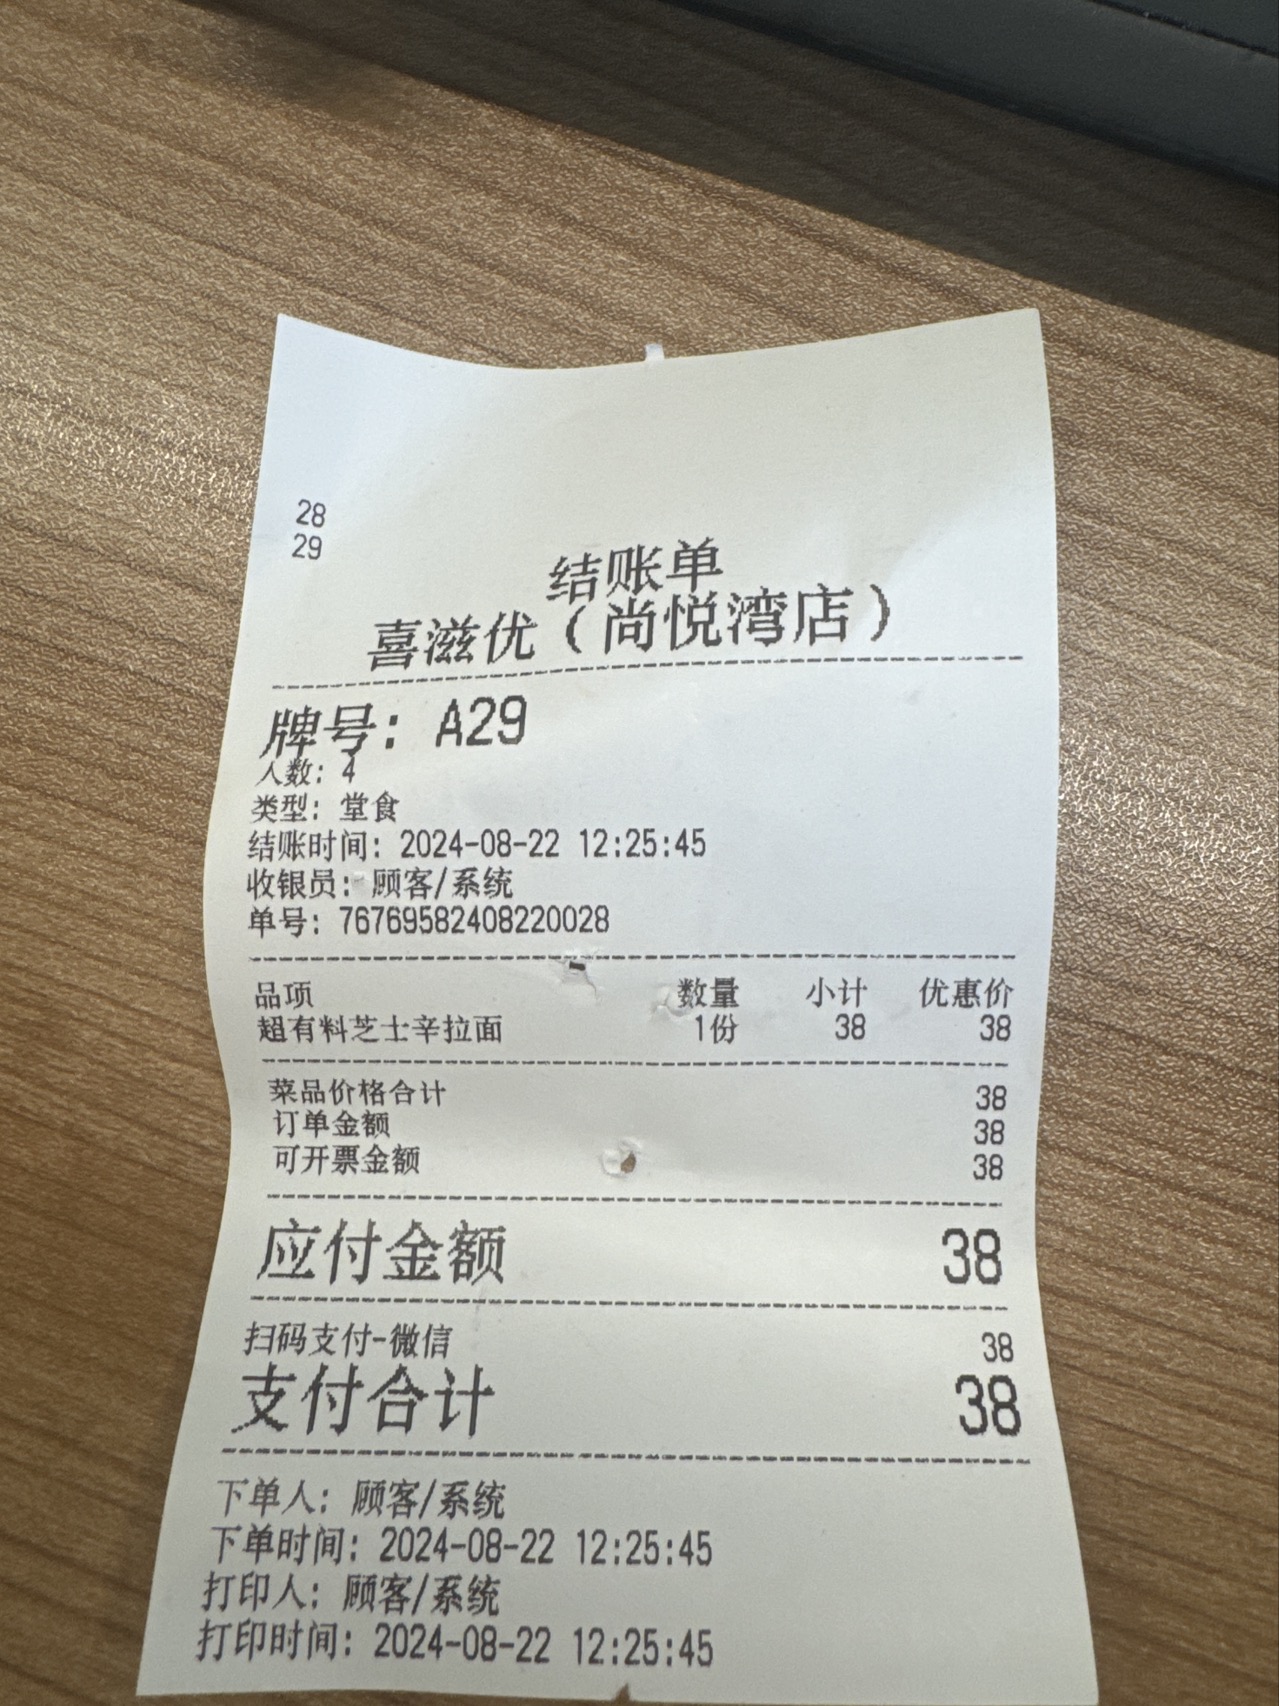 28
29
结账单
喜滋优（尚悦湾店）
牌号：A29
人数：4
类型：堂食
结账时间：2024-08-22 12:25:45
收银员：顾客/系统
单号：76769582408220028
品项 数量 小计 优惠价
超有料芝士辛拉面 1份 38 38
菜品价格合计 38
订单金额 38
可开票金额 38
应付金额 38
扫码支付-微信 38
支付合计 38
下单人：顾客/系统
下单时间：2024-08-22 12:25:45
打印人：顾客/系统
打印时间：2024-08-22 12:25:45